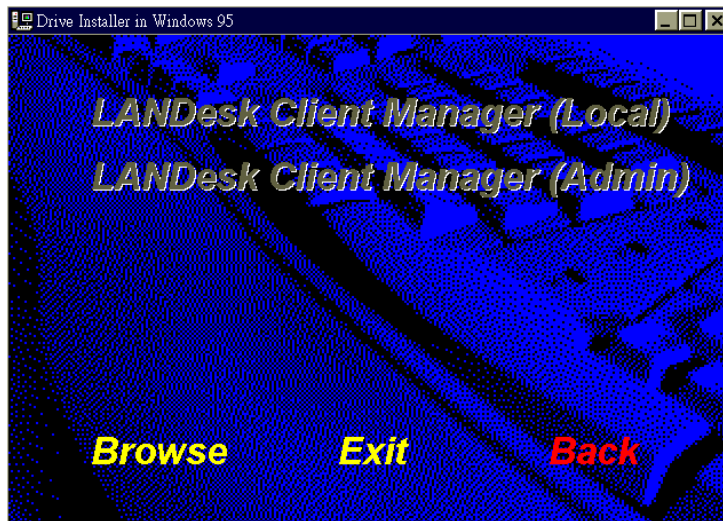 Drive Installer in Windows 95
LANDesk Client Manager (Local)
LANDesk Client Manager (Admin)
Browse Exit Back